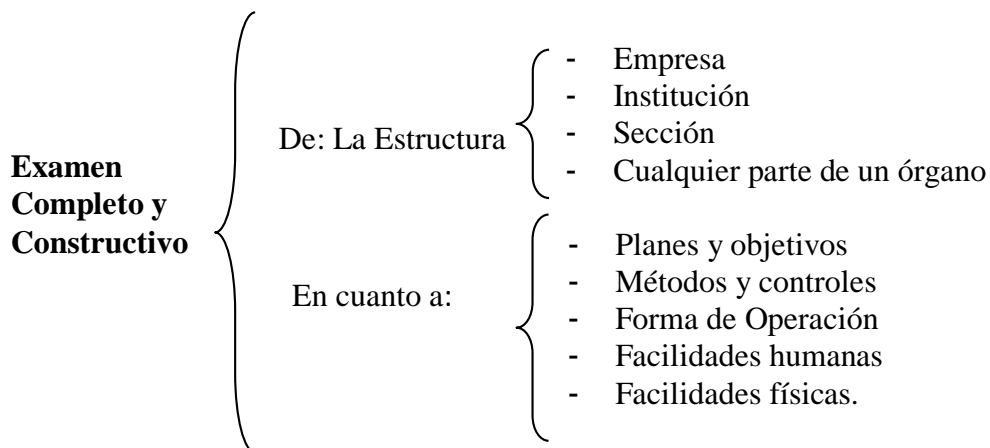 Examen
Completo y
Constructivo
De: La Estructura
- Empresa
- Institución
- Sección
- Cualquier parte de un órgano
En cuanto a:
- Planes y objetivos
- Métodos y controles
- Forma de Operación
- Facilidades humanas
- Facilidades físicas.